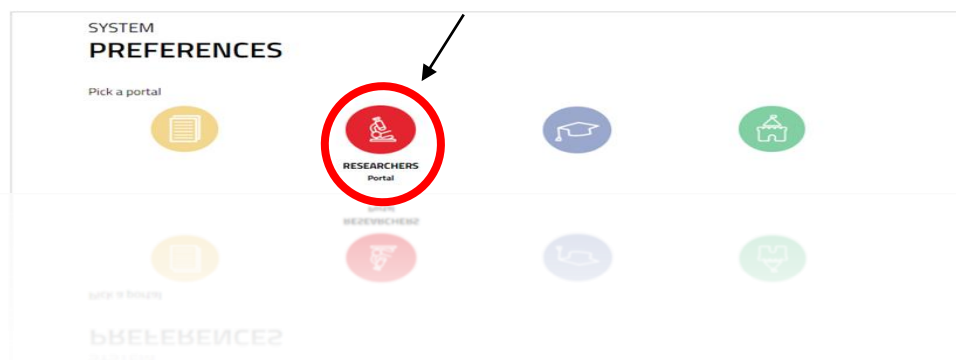 SYSTEM
PREFERENCES
Pick a portal
RESEARCHERS
Portal